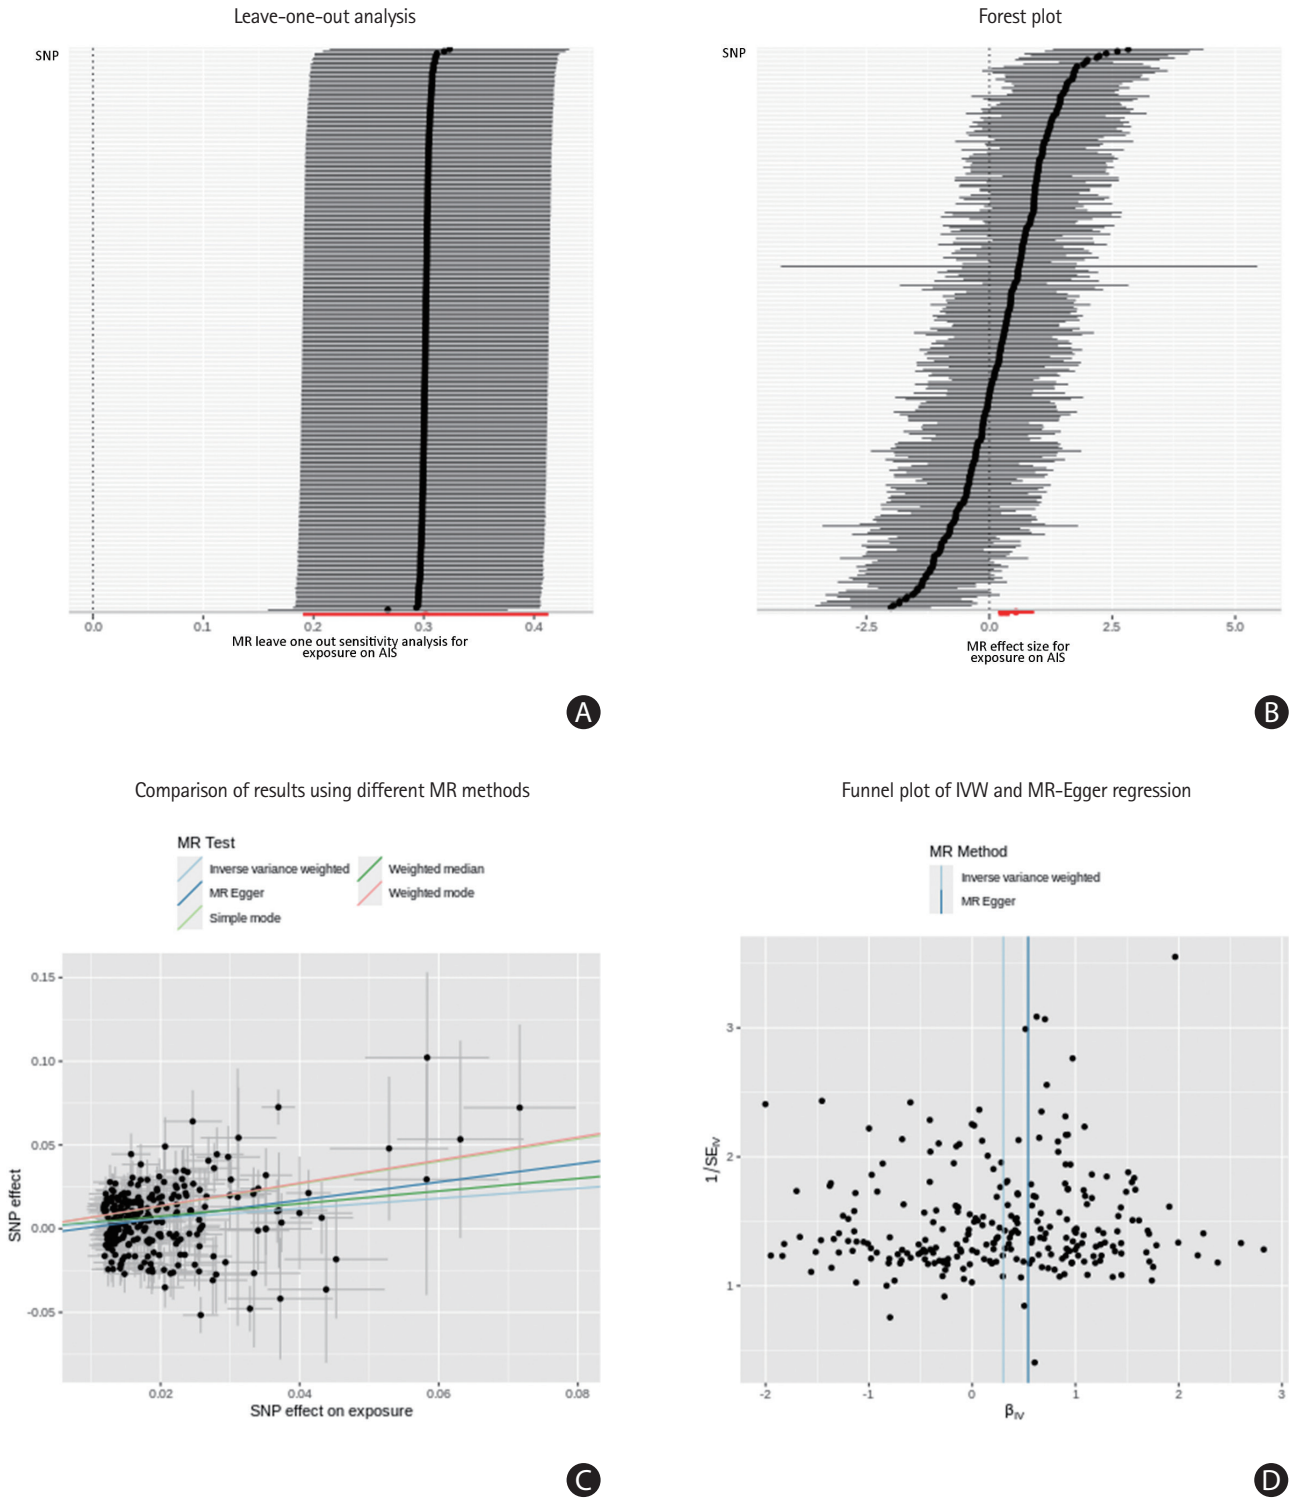 Leave-one-out analysis
SNP
0.0 0.1 0.2 0.3 0.4
MR leave one out sensitivity analysis for
exposure on AIS
A
Forest plot
SNP
-2.5 0.0 2.5 5.0
MR effect size for
exposure on AIS
B
Comparison of results using different MR methods
MR Test
Inverse variance weighted Weighted median
MR Egger Weighted mode
Simple mode
0.15
0.10
0.05
0.00
-0.05
SNP effect
0.02 0.04 0.06 0.08
SNP effect on exposure
C
Funnel plot of IVW and MR-Egger regression
MR Method
Inverse variance weighted
MR Egger
3
2
1
1/SE_IV
-2 -1 0 1 2 3
β_IV
D